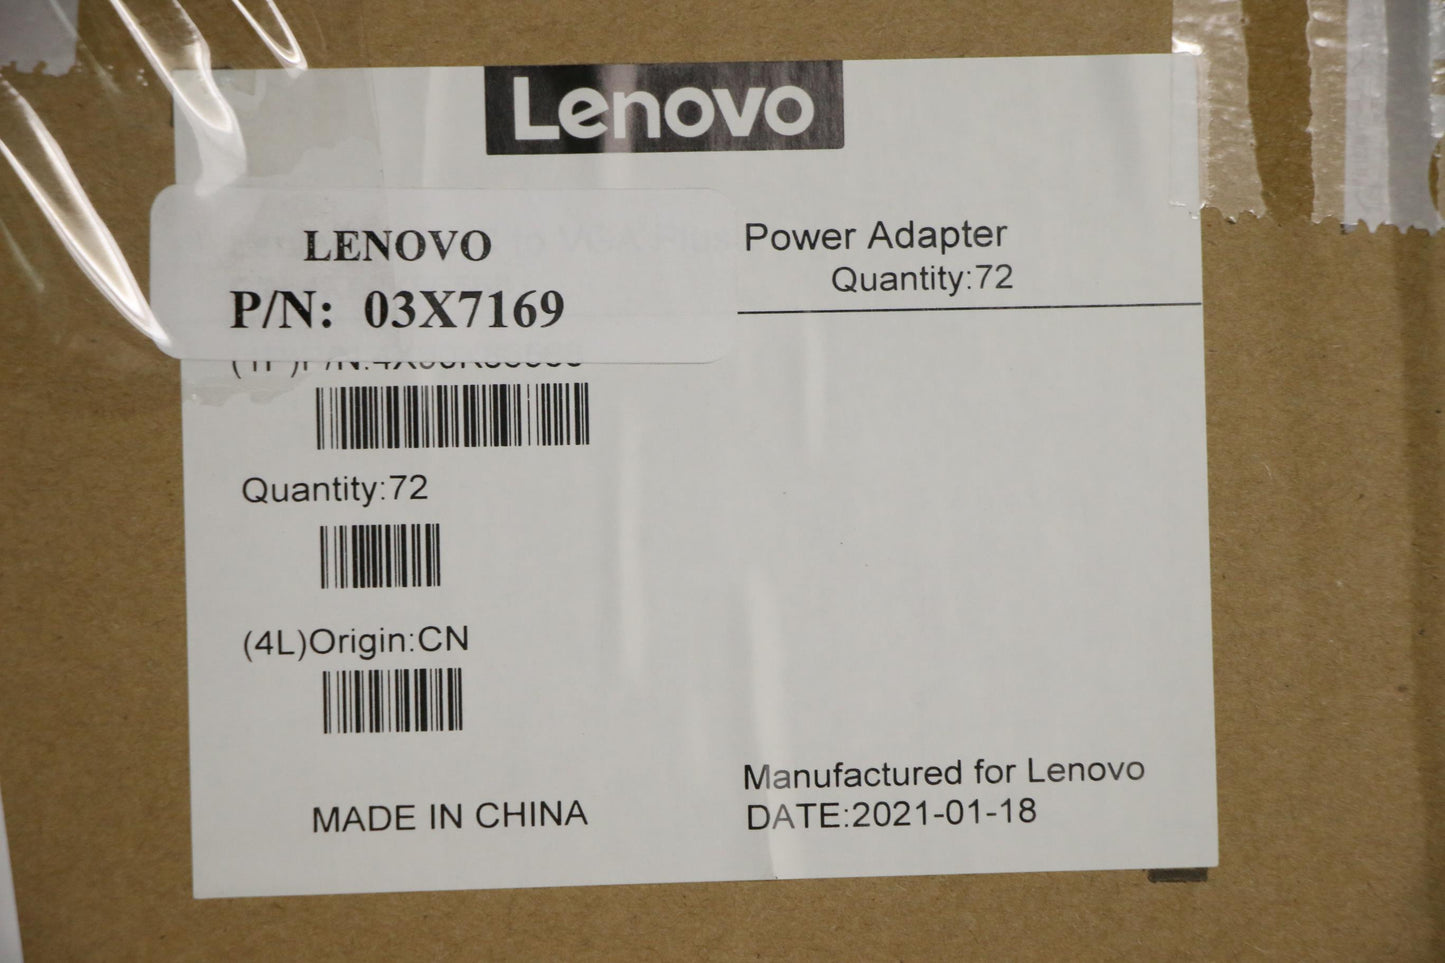 Lenovo
LENOVO
P/N: 03X7169
Power Adapter
Quantity:72
Quantity:72
(4L)Origin:CN
MADE IN CHINA
Manufactured for Lenovo
DATE:2021-01-18